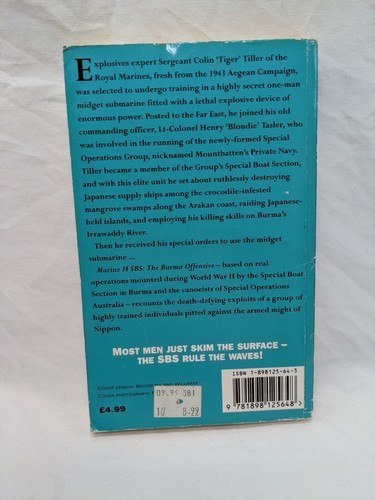 Explosives expert Sergeant Colin ‘Tiger’ Tiller of the
Royal Marines, fresh from the 1943 Aegean Campaign,
was selected to undergo training in a highly secret one-man
midget submarine fitted with a lethal explosive device of
enormous power. Posted to the Far East, he joined his old
commanding officer, Lt-Colonel Henry ‘Blondie’ Tasler, who
was involved in the running of the newly-formed Special
Operations Group, nicknamed Mountbatten's Private Navy.
Tiller became a member of the Group's Special Boat Section,
and with this elite unit he set about ruthlessly destroying
Japanese supply ships among the crocodile-infested
mangrove swamps along the Arakan coast, raiding Japanese-
held islands, and employing his killing skills on Burma's
Irrawaddy River.
Then he received his special orders to use the midget
submarine ...
Marine H SBS: The Burma Offensive – based on real
operations mounted during World War II by the Special Boat
Section in Burma and the canoeists of Special Operations
Australia – recounts the death-defying exploits of a group of
highly trained individuals pitted against the armed might of
Nippon.
MOST MEN JUST SKIM THE SURFACE –
THE SBS RULE THE WAVES!
COVER DESIGN:
COVER PHOTOGRAPH:
£4.99
ISBN 1-898125-64-5
9 781898 125648 >